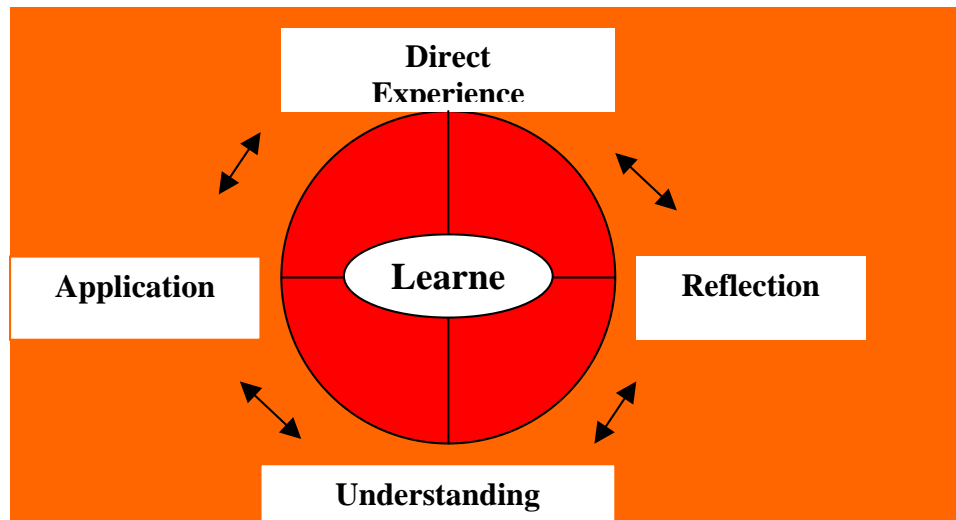 Direct
Experience
Application
Learne
Reflection
Understanding